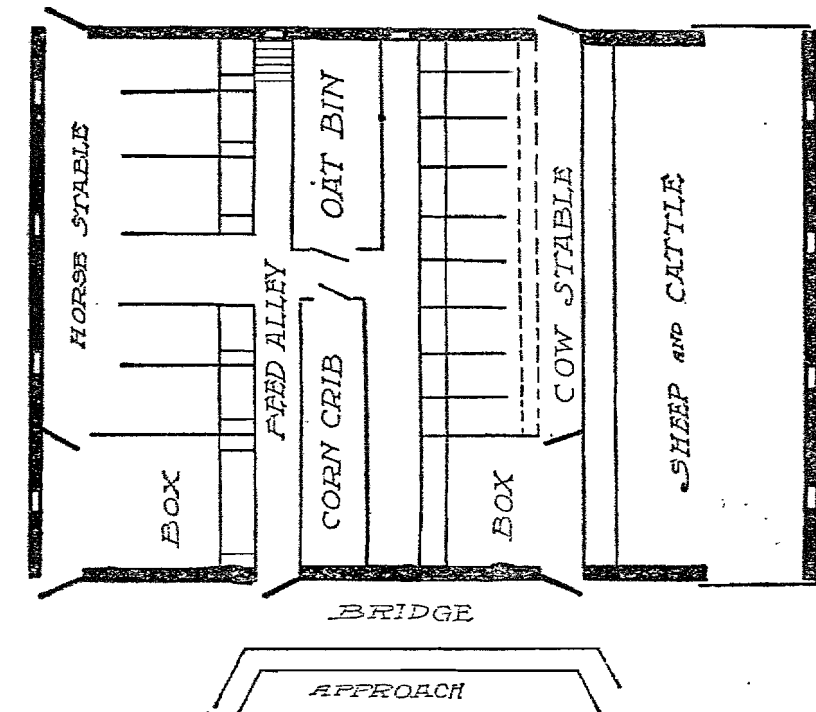 HORSE STABLE
OAT BIN
FEED ALLEY
CORN CRIB
BOX
COW STABLE
BOX
SHEEP AND CATTLE
BRIDGE
APPROACH